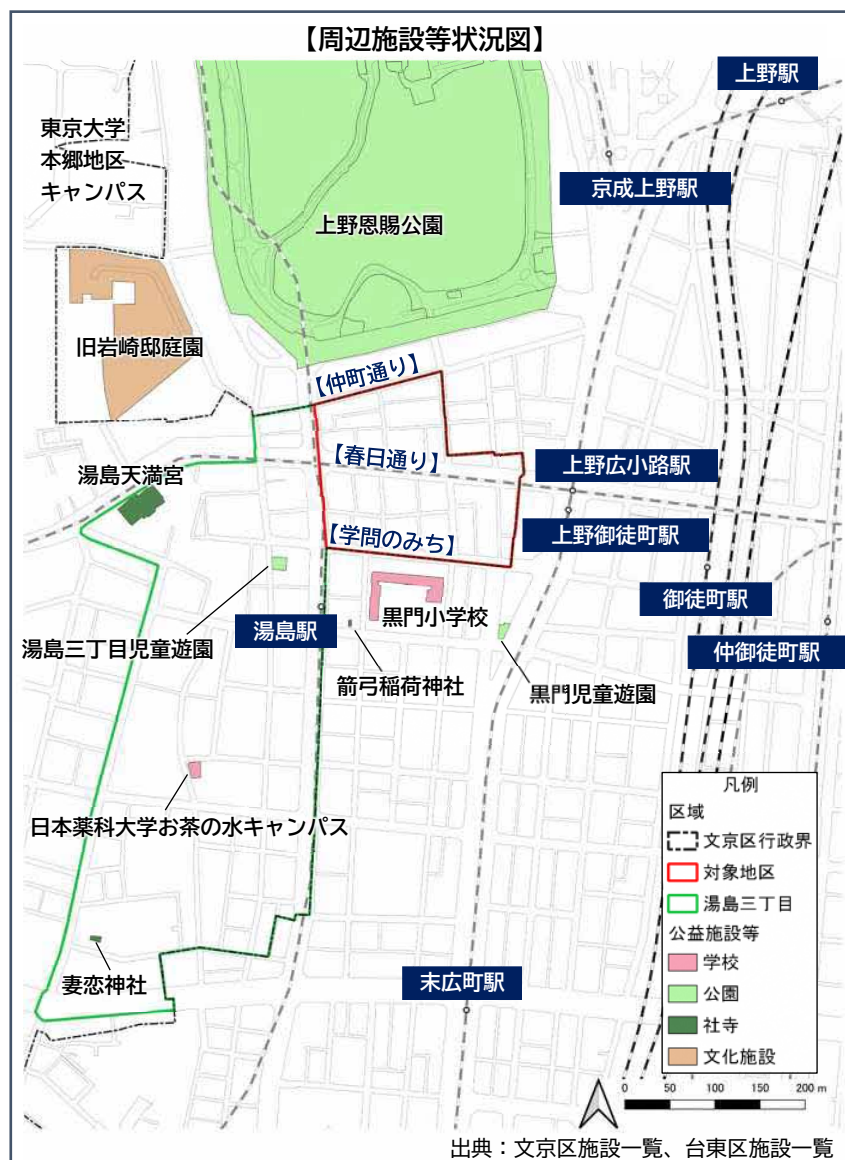 【周辺施設等状況図】
上野駅
東京大学
本郷地区
キャンパス
京成上野駅
上野恩賜公園
旧岩崎邸庭園
【仲町通り】
湯島天満宮
【春日通り】
上野広小路駅
【学問のみち】
上野御徒町駅
湯島駅
黒門小学校
御徒町駅
湯島三丁目児童遊園
仲御徒町駅
箭弓稲荷神社
黒門児童遊園
日本薬科大学お茶の水キャンパス
妻恋神社
末広町駅
凡例
区域
文京区行政界
対象地区
湯島三丁目
公益施設等
学校
公園
社寺
文化施設
0 50 100 150 200 m
出典：文京区施設一覧、台東区施設一覧